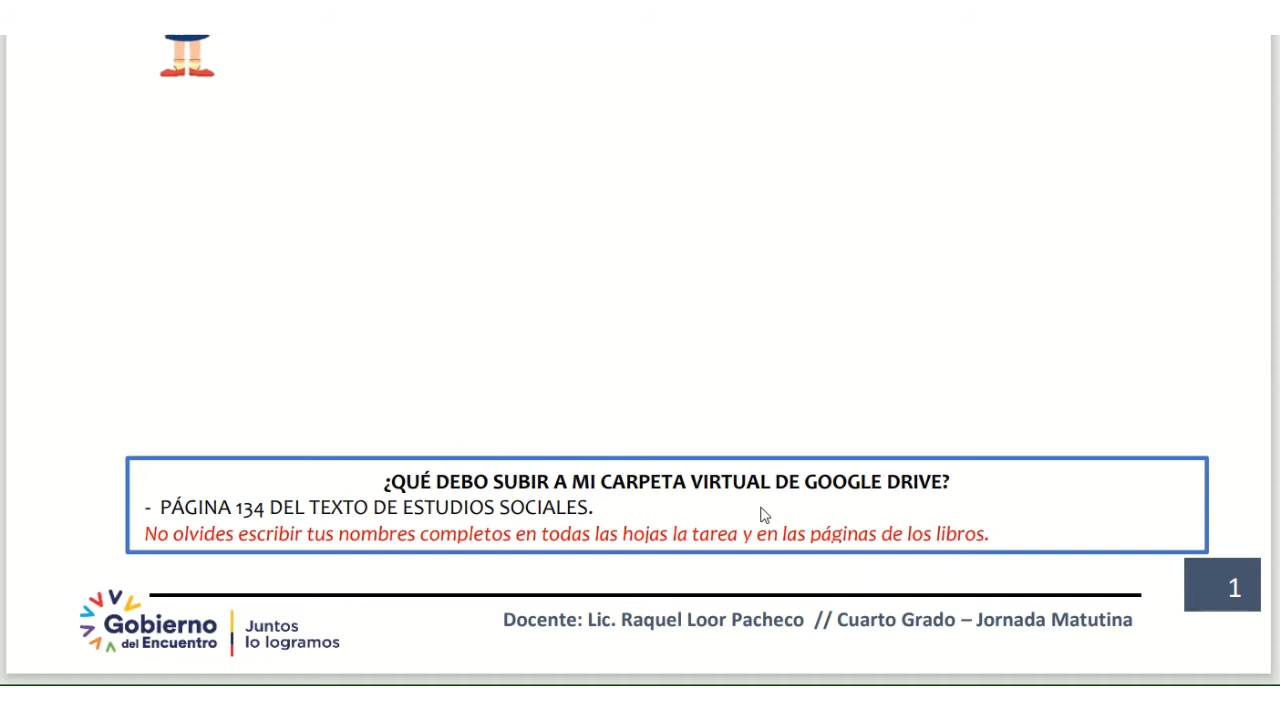 ¿QUÉ DEBO SUBIR A MI CARPETA VIRTUAL DE GOOGLE DRIVE?
- PÁGINA 134 DEL TEXTO DE ESTUDIOS SOCIALES.
No olvides escribir tus nombres completos en todas las hojas la tarea y en las páginas de los libros.
1
Gobierno
del Encuentro
Juntos
lo logramos
Docente: Lic. Raquel Loor Pacheco // Cuarto Grado – Jornada Matutina